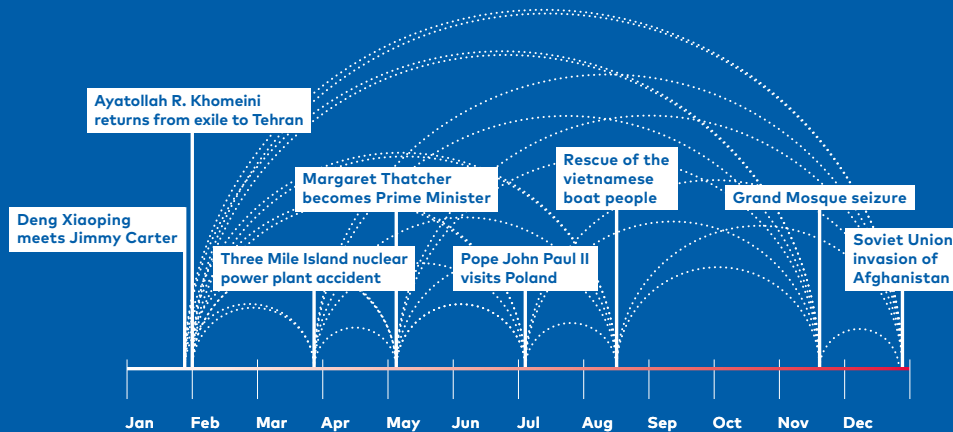 Ayatollah R. Khomeini
returns from exile to Tehran
Deng Xiaoping
meets Jimmy Carter
Margaret Thatcher
becomes Prime Minister
Three Mile Island nuclear
power plant accident
Pope John Paul II
visits Poland
Rescue of the
vietnamese
boat people
Grand Mosque seizure
Soviet Union
invasion of
Afghanistan
Jan Feb Mar Apr May Jun Jul Aug Sep Oct Nov Dec